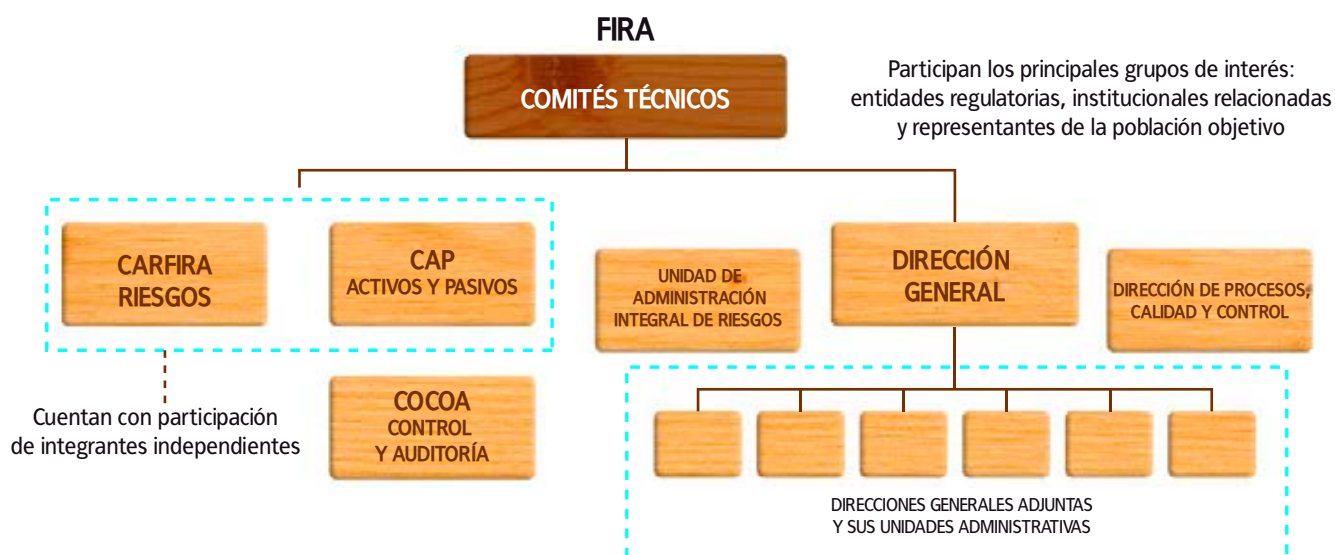 FIRA
COMITÉS TÉCNICOS
Participan los principales grupos de interés:
entidades regulatorias, institucionales relacionadas
y representantes de la población objetivo
CARFIRA
RIESGOS
CAP
ACTIVOS Y PASIVOS
UNIDAD DE
ADMINISTRACIÓN
INTEGRAL DE RIESGOS
DIRECCIÓN
GENERAL
DIRECCIÓN DE PROCESOS,
CALIDAD Y CONTROL
Cuentan con participación
de integrantes independientes
COCOA
CONTROL
Y AUDITORÍA
DIRECCIONES GENERALES ADJUNTAS
Y SUS UNIDADES ADMINISTRATIVAS